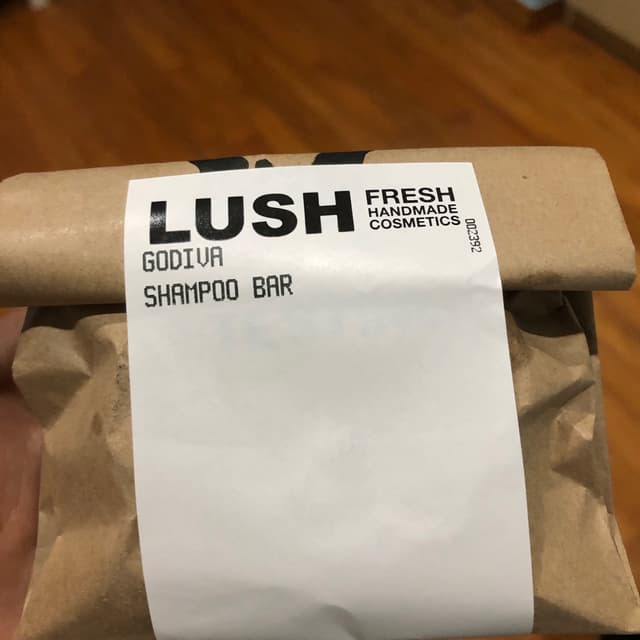 LUSH
FRESH
HANDMADE
COSMETICS
002392
GODIVA
SHAMPOO BAR